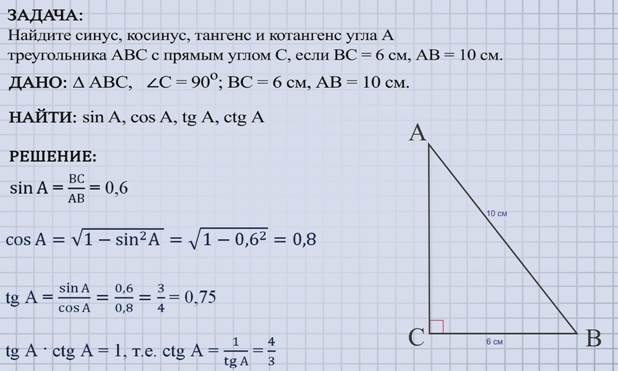 ЗАДАЧА:
Найдите синус, косинус, тангенс и котангенс угла А
треугольника АВС с прямым углом С, если ВС = 6 см, АВ = 10 см.
ДАНО: ∆ АВС, ∠С = 90⁰; ВС = 6 см, АВ = 10 см.
НАЙТИ: sin A, cos A, tg A, ctg A
РЕШЕНИЕ:
sin A = BC/AB = 0,6
cos A = √(1 − sin²A) = √(1 − 0,6²) = 0,8
tg A = sin A/cos A = 0,6/0,8 = 3/4 = 0,75
tg A · ctg A = 1, т.е. ctg A = 1/tg A = 4/3
A
10 см
C
6 см
B